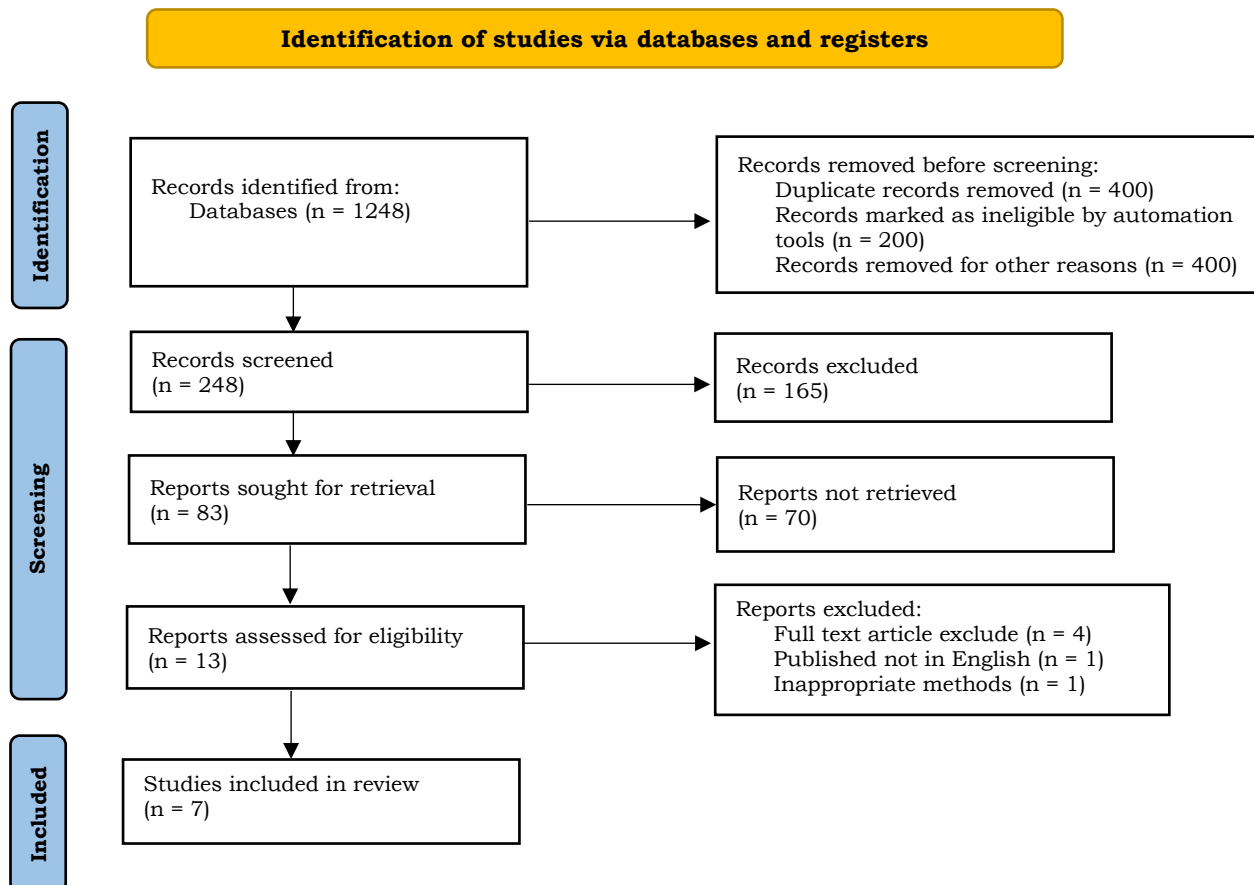 Identification of studies via databases and registers
Identification
Records identified from:
Databases (n = 1248)
Records removed before screening:
Duplicate records removed (n = 400)
Records marked as ineligible by automation
tools (n = 200)
Records removed for other reasons (n = 400)
Screening
Records screened
(n = 248)
Records excluded
(n = 165)
Reports sought for retrieval
(n = 83)
Reports not retrieved
(n = 70)
Reports assessed for eligibility
(n = 13)
Reports excluded:
Full text article exclude (n = 4)
Published not in English (n = 1)
Inappropriate methods (n = 1)
Included
Studies included in review
(n = 7)